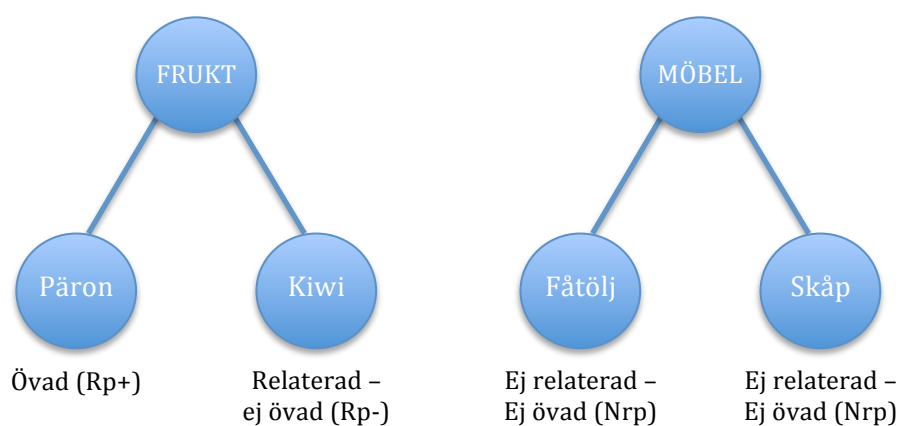 FRUKT
MÖBEL
Päron
Kiwi
Fåtölj
Skåp
Övad (Rp+)
Relaterad –
ej övad (Rp-)
Ej relaterad –
Ej övad (Nrp)
Ej relaterad –
Ej övad (Nrp)